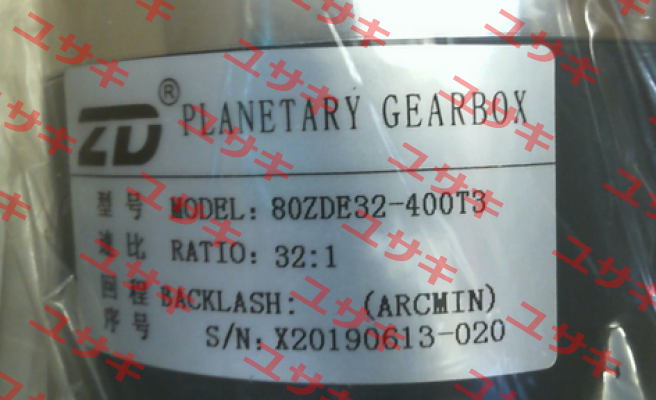 ZD® PLANETARY GEARBOX
型号 MODEL: 80ZDE32-400T3
速比 RATIO: 32:1
回程 BACKLASH: (ARCMIN)
序号 S/N: X20190613-020
ユサキ